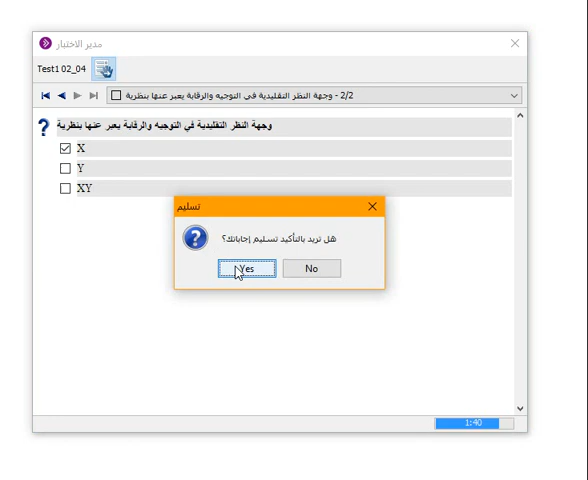 مدير الاختبار
Test1 02_04
2/2 - وجهة النظر التقليدية في التوجيه والرقابة يعبر عنها بنظرية
وجهة النظر التقليدية في التوجيه والرقابة يعبر عنها بنظرية
X
Y
XY
تسليم
هل تريد بالتأكيد تسليم إجاباتك؟
Yes
No
1:40